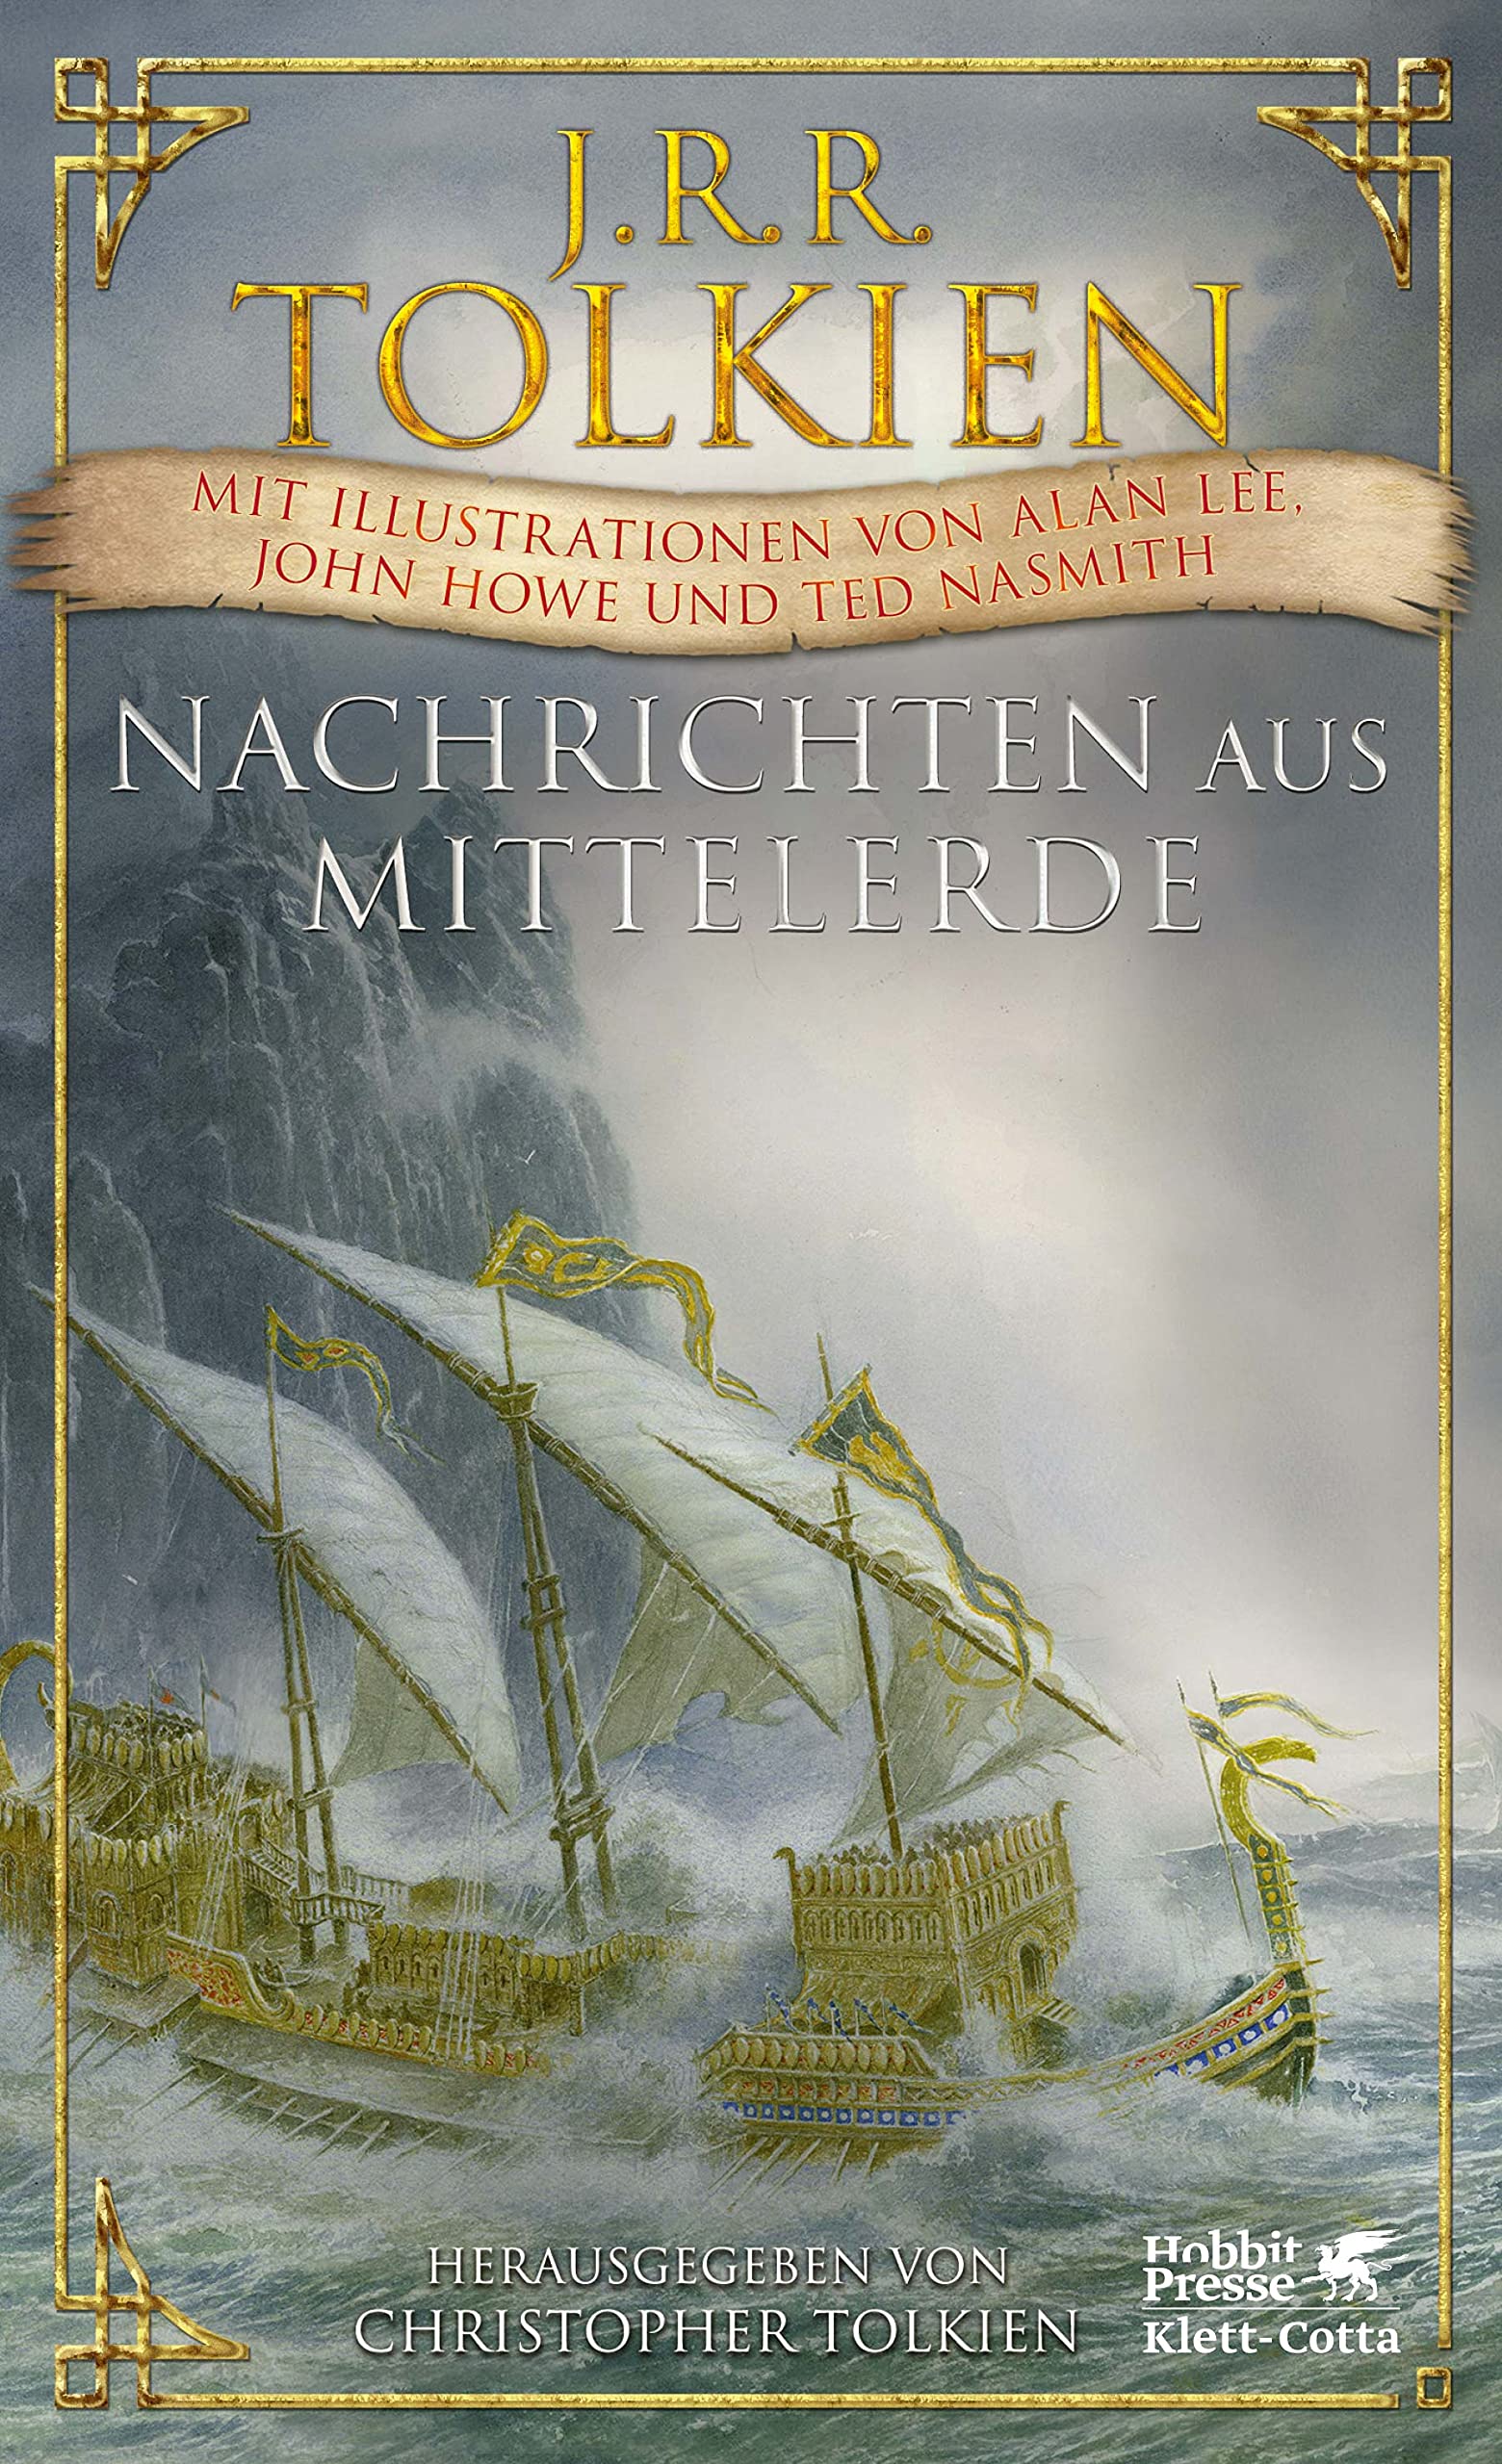 J.R.R.
TOLKIEN
MIT ILLUSTRATIONEN VON ALAN LEE,
JOHN HOWE UND TED NASMITH
NACHRICHTEN AUS
MITTELERDE
HERAUSGEGEBEN VON
CHRISTOPHER TOLKIEN
Hobbit
Presse
Klett-Cotta